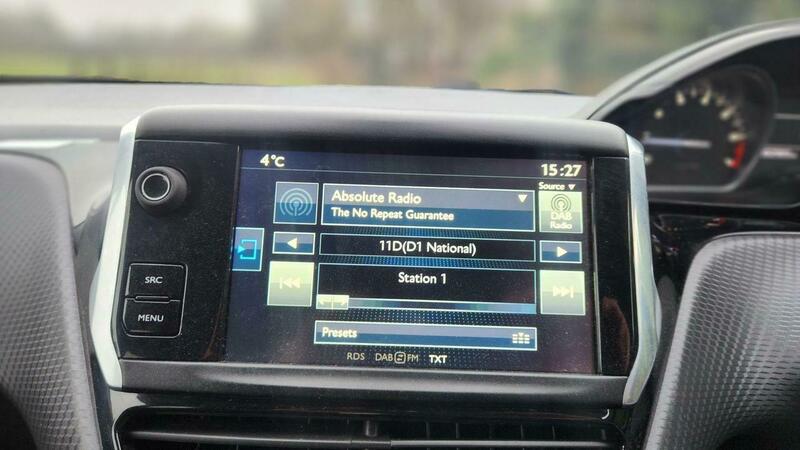 4°C
15:27
Source
Absolute Radio
The No Repeat Guarantee
DAB
Radio
11D(D1 National)
SRC
Station 1
MENU
Presets
RDS DAB FM TXT